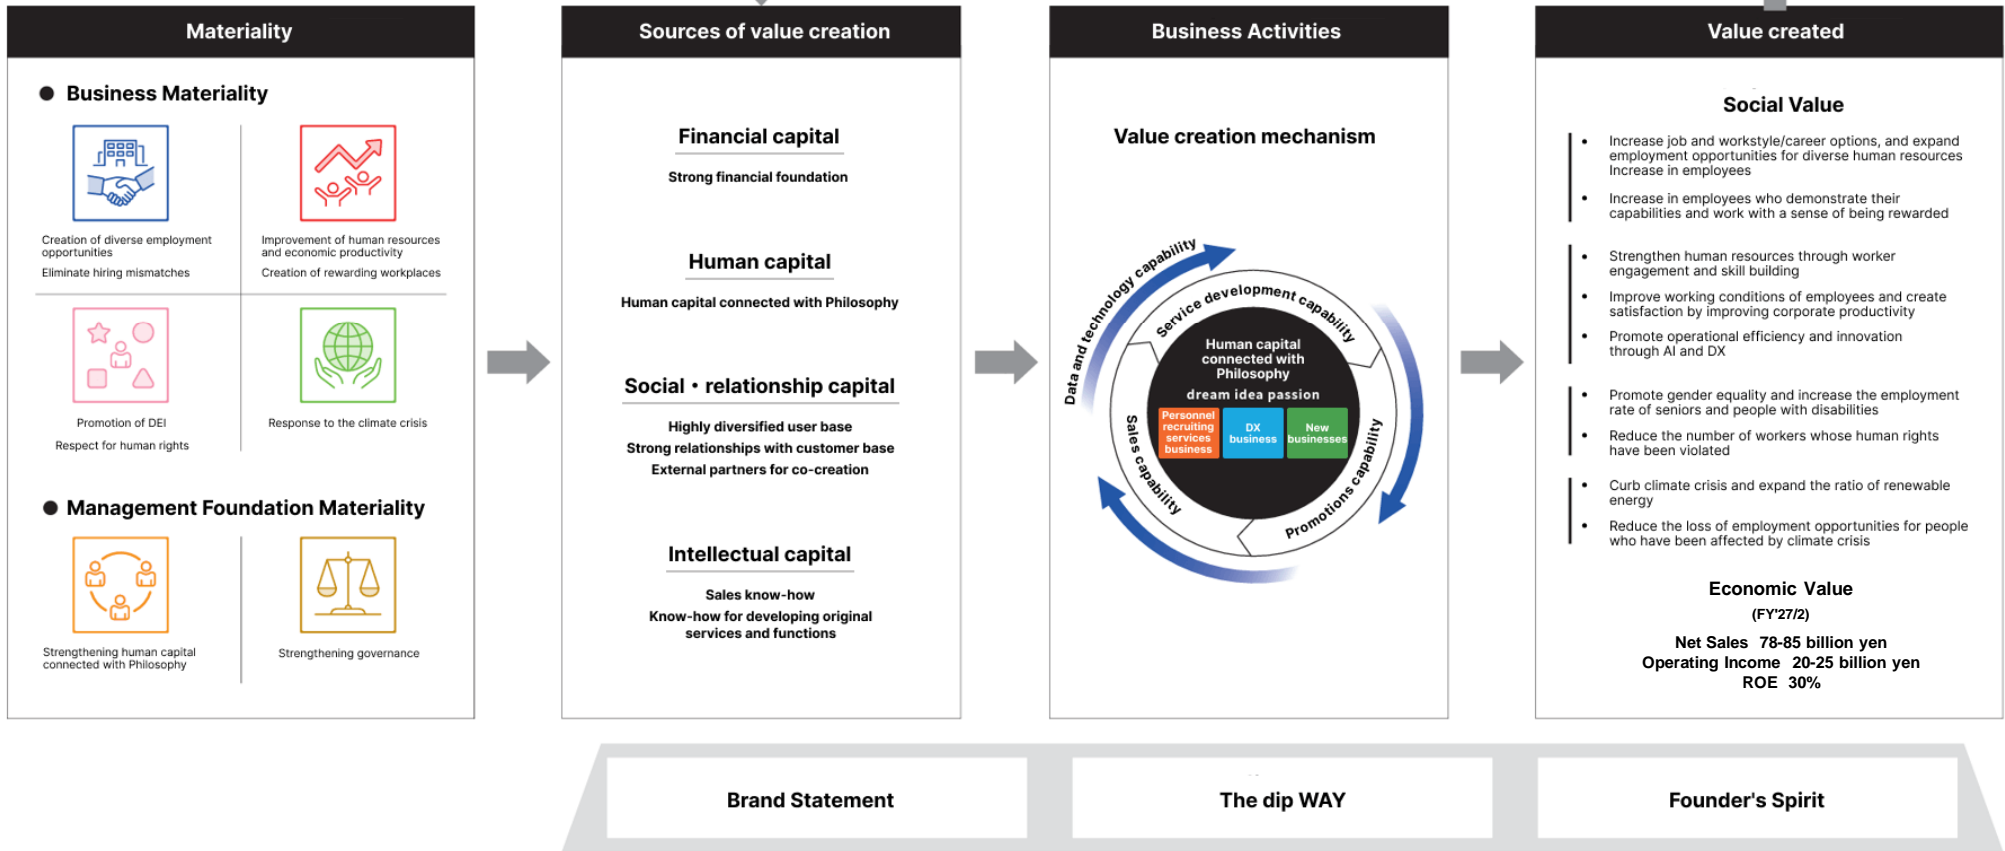 Materiality
Business Materiality
Creation of diverse employment
opportunities
Eliminate hiring mismatches
Improvement of human resources
and economic productivity
Creation of rewarding workplaces
Promotion of DEI
Respect for human rights
Response to the climate crisis
Management Foundation Materiality
Strengthening human capital
connected with Philosophy
Strengthening governance
Sources of value creation
Financial capital
Strong financial foundation
Human capital
Human capital connected with Philosophy
Social・relationship capital
Highly diversified user base
Strong relationships with customer base
External partners for co-creation
Intellectual capital
Sales know-how
Know-how for developing original
services and functions
Business Activities
Value creation mechanism
Data and technology capability
Service development capability
Human capital
connected with
Philosophy
dream idea passion
Personnel
recruiting
services
business
DX
business
New
businesses
Sales capability
Promotions capability
Value created
Social Value
• Increase job and workstyle/career options, and expand
employment opportunities for diverse human resources
Increase in employees
• Increase in employees who demonstrate their
capabilities and work with a sense of being rewarded
• Strengthen human resources through worker
engagement and skill building
• Improve working conditions of employees and create
satisfaction by improving corporate productivity
• Promote operational efficiency and innovation
through AI and DX
• Promote gender equality and increase the employment
rate of seniors and people with disabilities
• Reduce the number of workers whose human rights
have been violated
• Curb climate crisis and expand the ratio of renewable
energy
• Reduce the loss of employment opportunities for people
who have been affected by climate crisis
Economic Value
(FY'27/2)
Net Sales 78-85 billion yen
Operating Income 20-25 billion yen
ROE 30%
Brand Statement
The dip WAY
Founder's Spirit